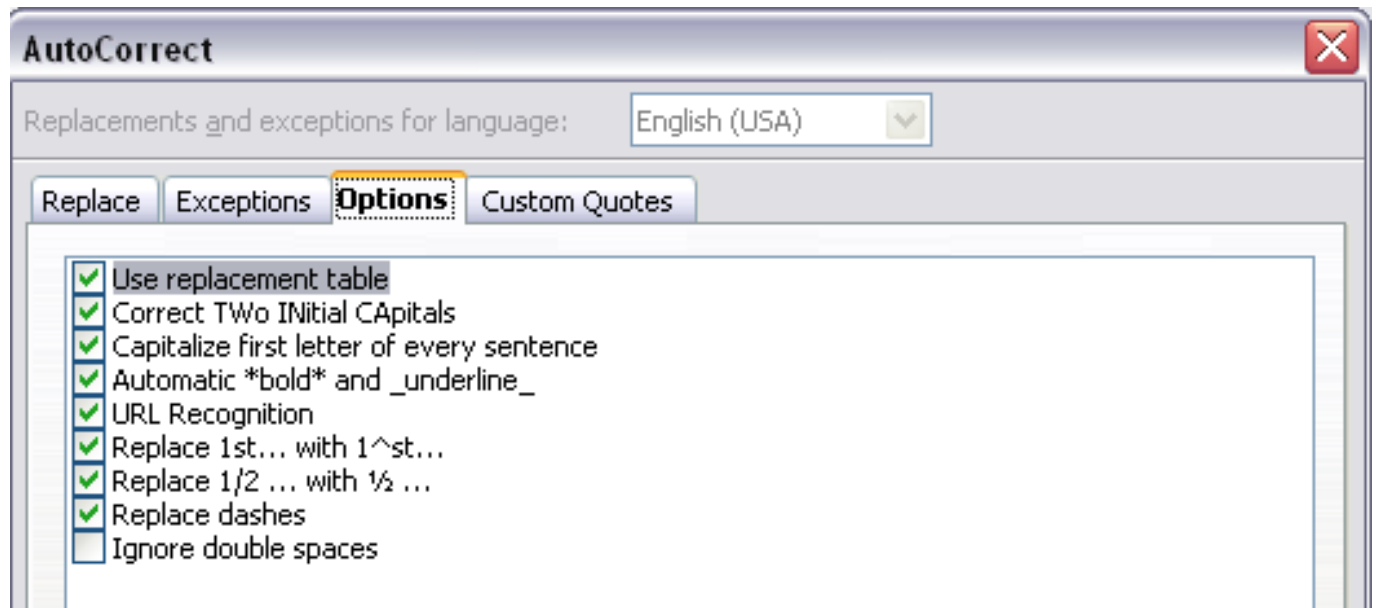 AutoCorrect
Replacements and exceptions for language: English (USA)
Replace Exceptions Options Custom Quotes
Use replacement table
Correct TWo INitial CApitals
Capitalize first letter of every sentence
Automatic *bold* and _underline_
URL Recognition
Replace 1st... with 1^st...
Replace 1/2 ... with ½ ...
Replace dashes
Ignore double spaces